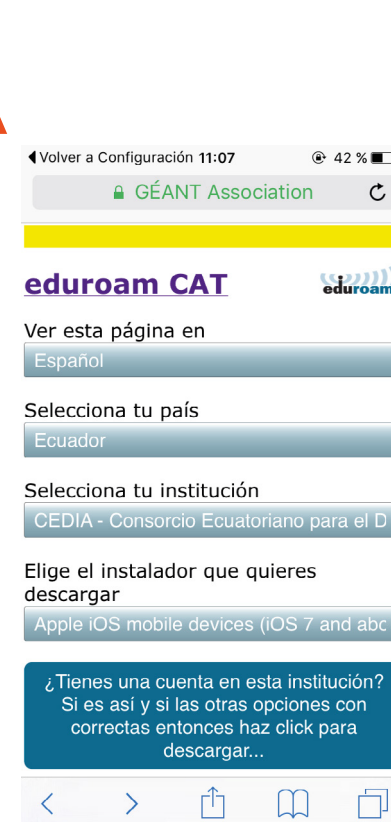 Volver a Configuración 11:07 42 %
GÉANT Association
eduroam CAT
eduroam
Ver esta página en
Español
Selecciona tu país
Ecuador
Selecciona tu institución
CEDIA - Consorcio Ecuatoriano para el D
Elige el instalador que quieres
descargar
Apple iOS mobile devices (iOS 7 and abc
¿Tienes una cuenta en esta institución?
Si es así y si las otras opciones con
correctas entonces haz click para
descargar...